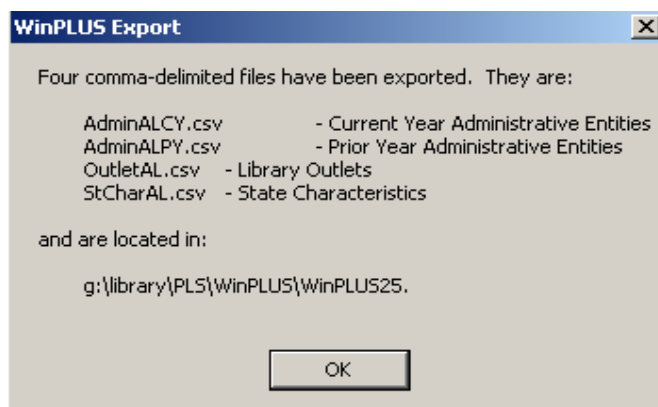 WinPLUS Export
Four comma-delimited files have been exported. They are:
AdminALCY.csv - Current Year Administrative Entities
AdminALPY.csv - Prior Year Administrative Entities
OutletAL.csv - Library Outlets
StCharAL.csv - State Characteristics
and are located in:
g:\library\PLS\WinPLUS\WinPLUS25.
OK